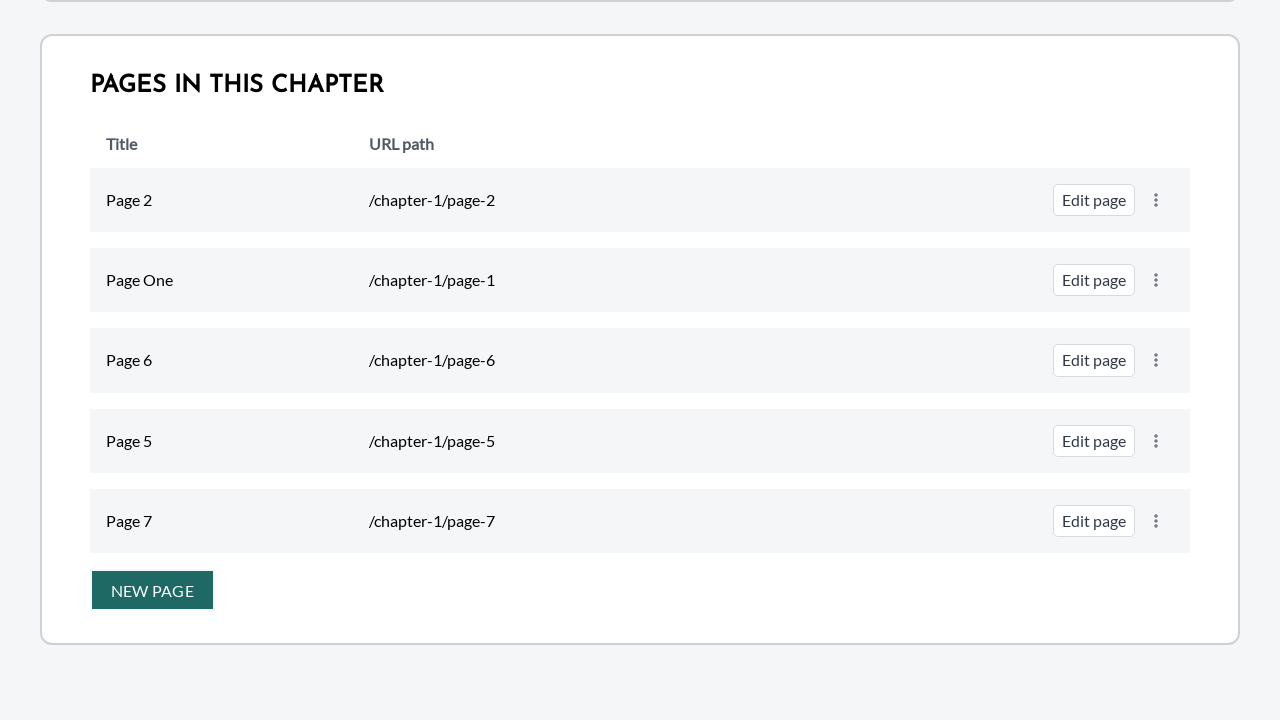 PAGES IN THIS CHAPTER
Title URL path
Page 2 /chapter-1/page-2 Edit page
Page One /chapter-1/page-1 Edit page
Page 6 /chapter-1/page-6 Edit page
Page 5 /chapter-1/page-5 Edit page
Page 7 /chapter-1/page-7 Edit page
NEW PAGE